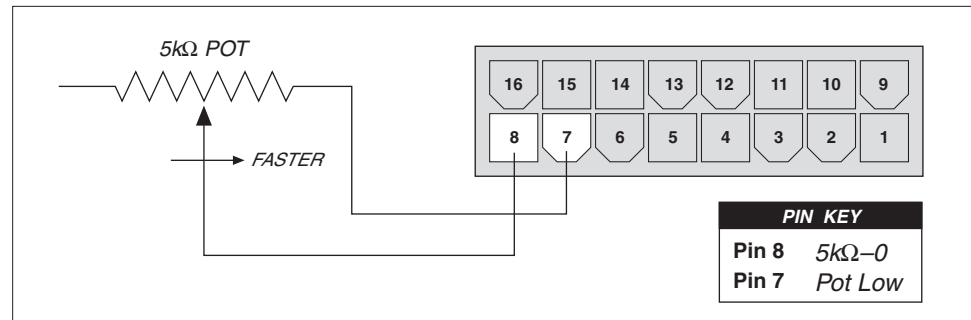 5kΩ POT
FASTER
16 15 14 13 12 11 10 9
8 7 6 5 4 3 2 1
PIN KEY
Pin 8 5kΩ–0
Pin 7 Pot Low